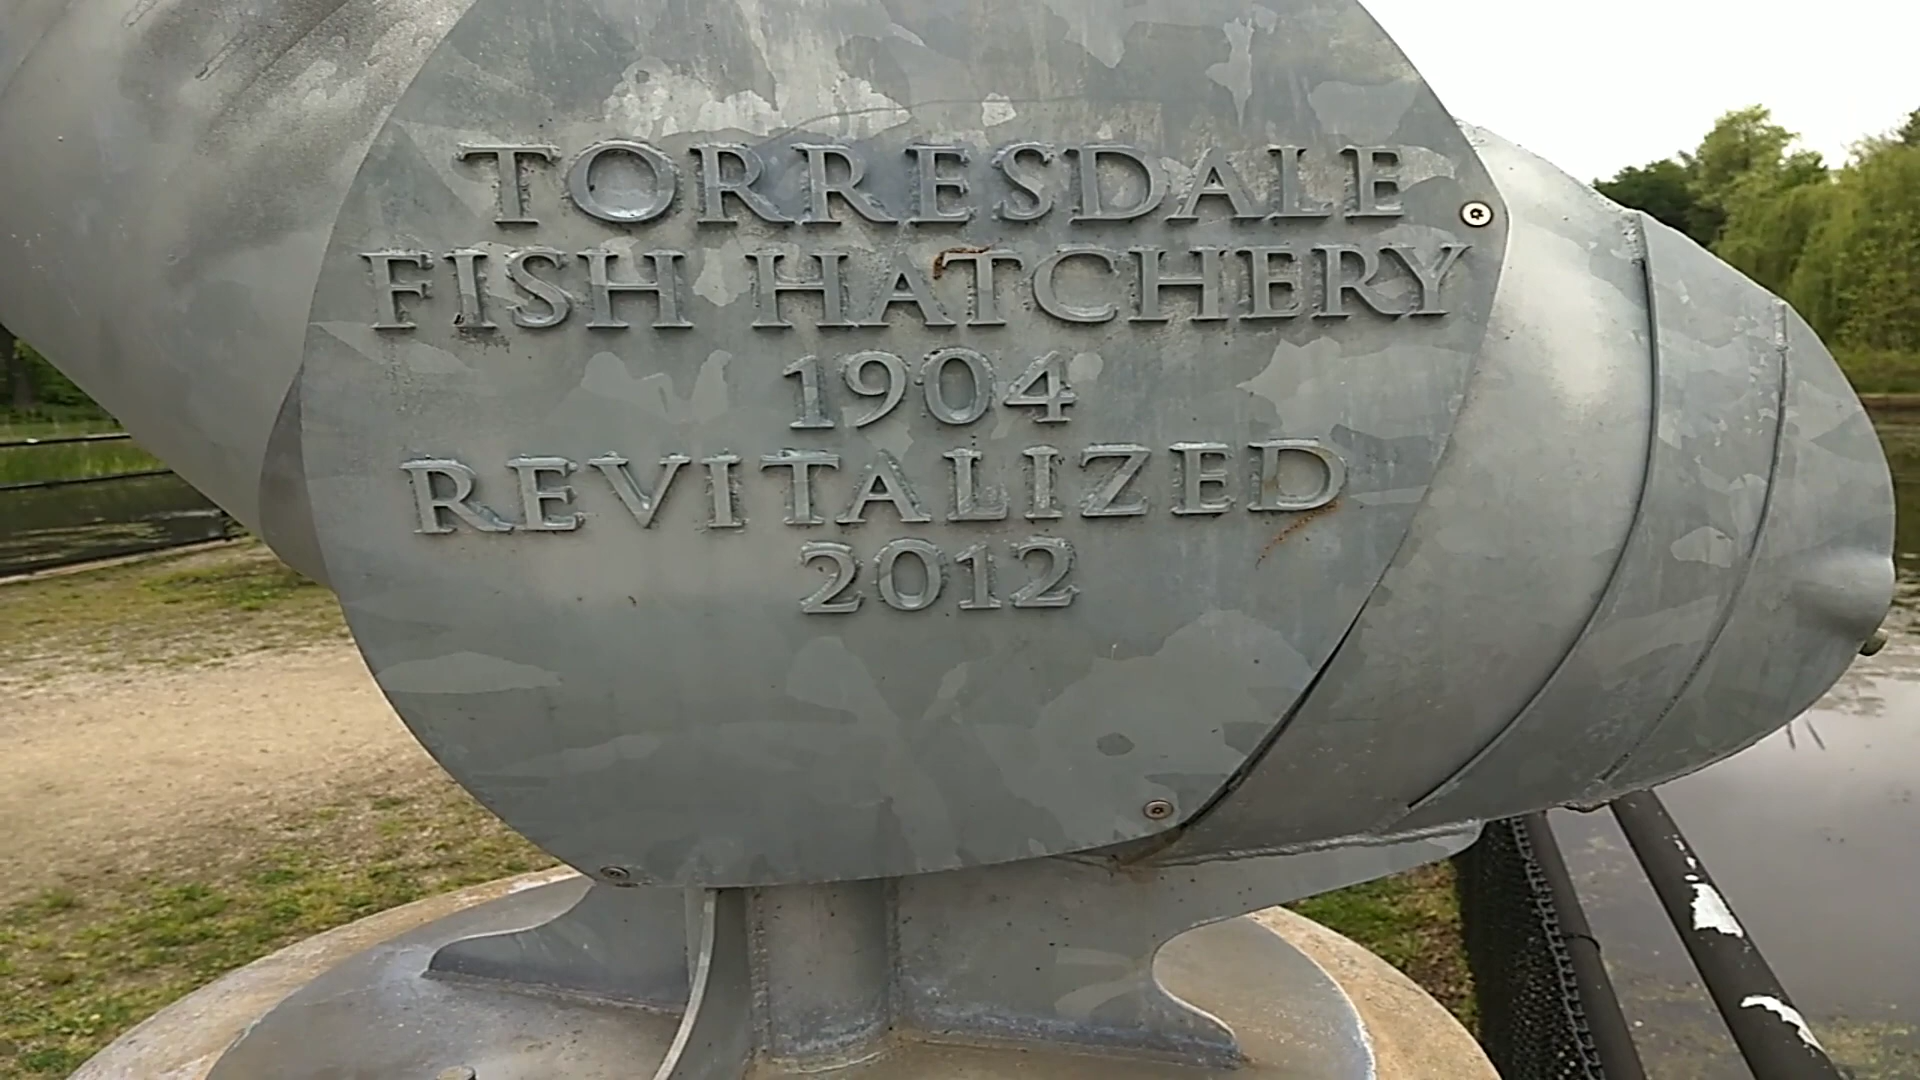 TORRESDALE
FISH HATCHERY
1904
REVITALIZED
2012